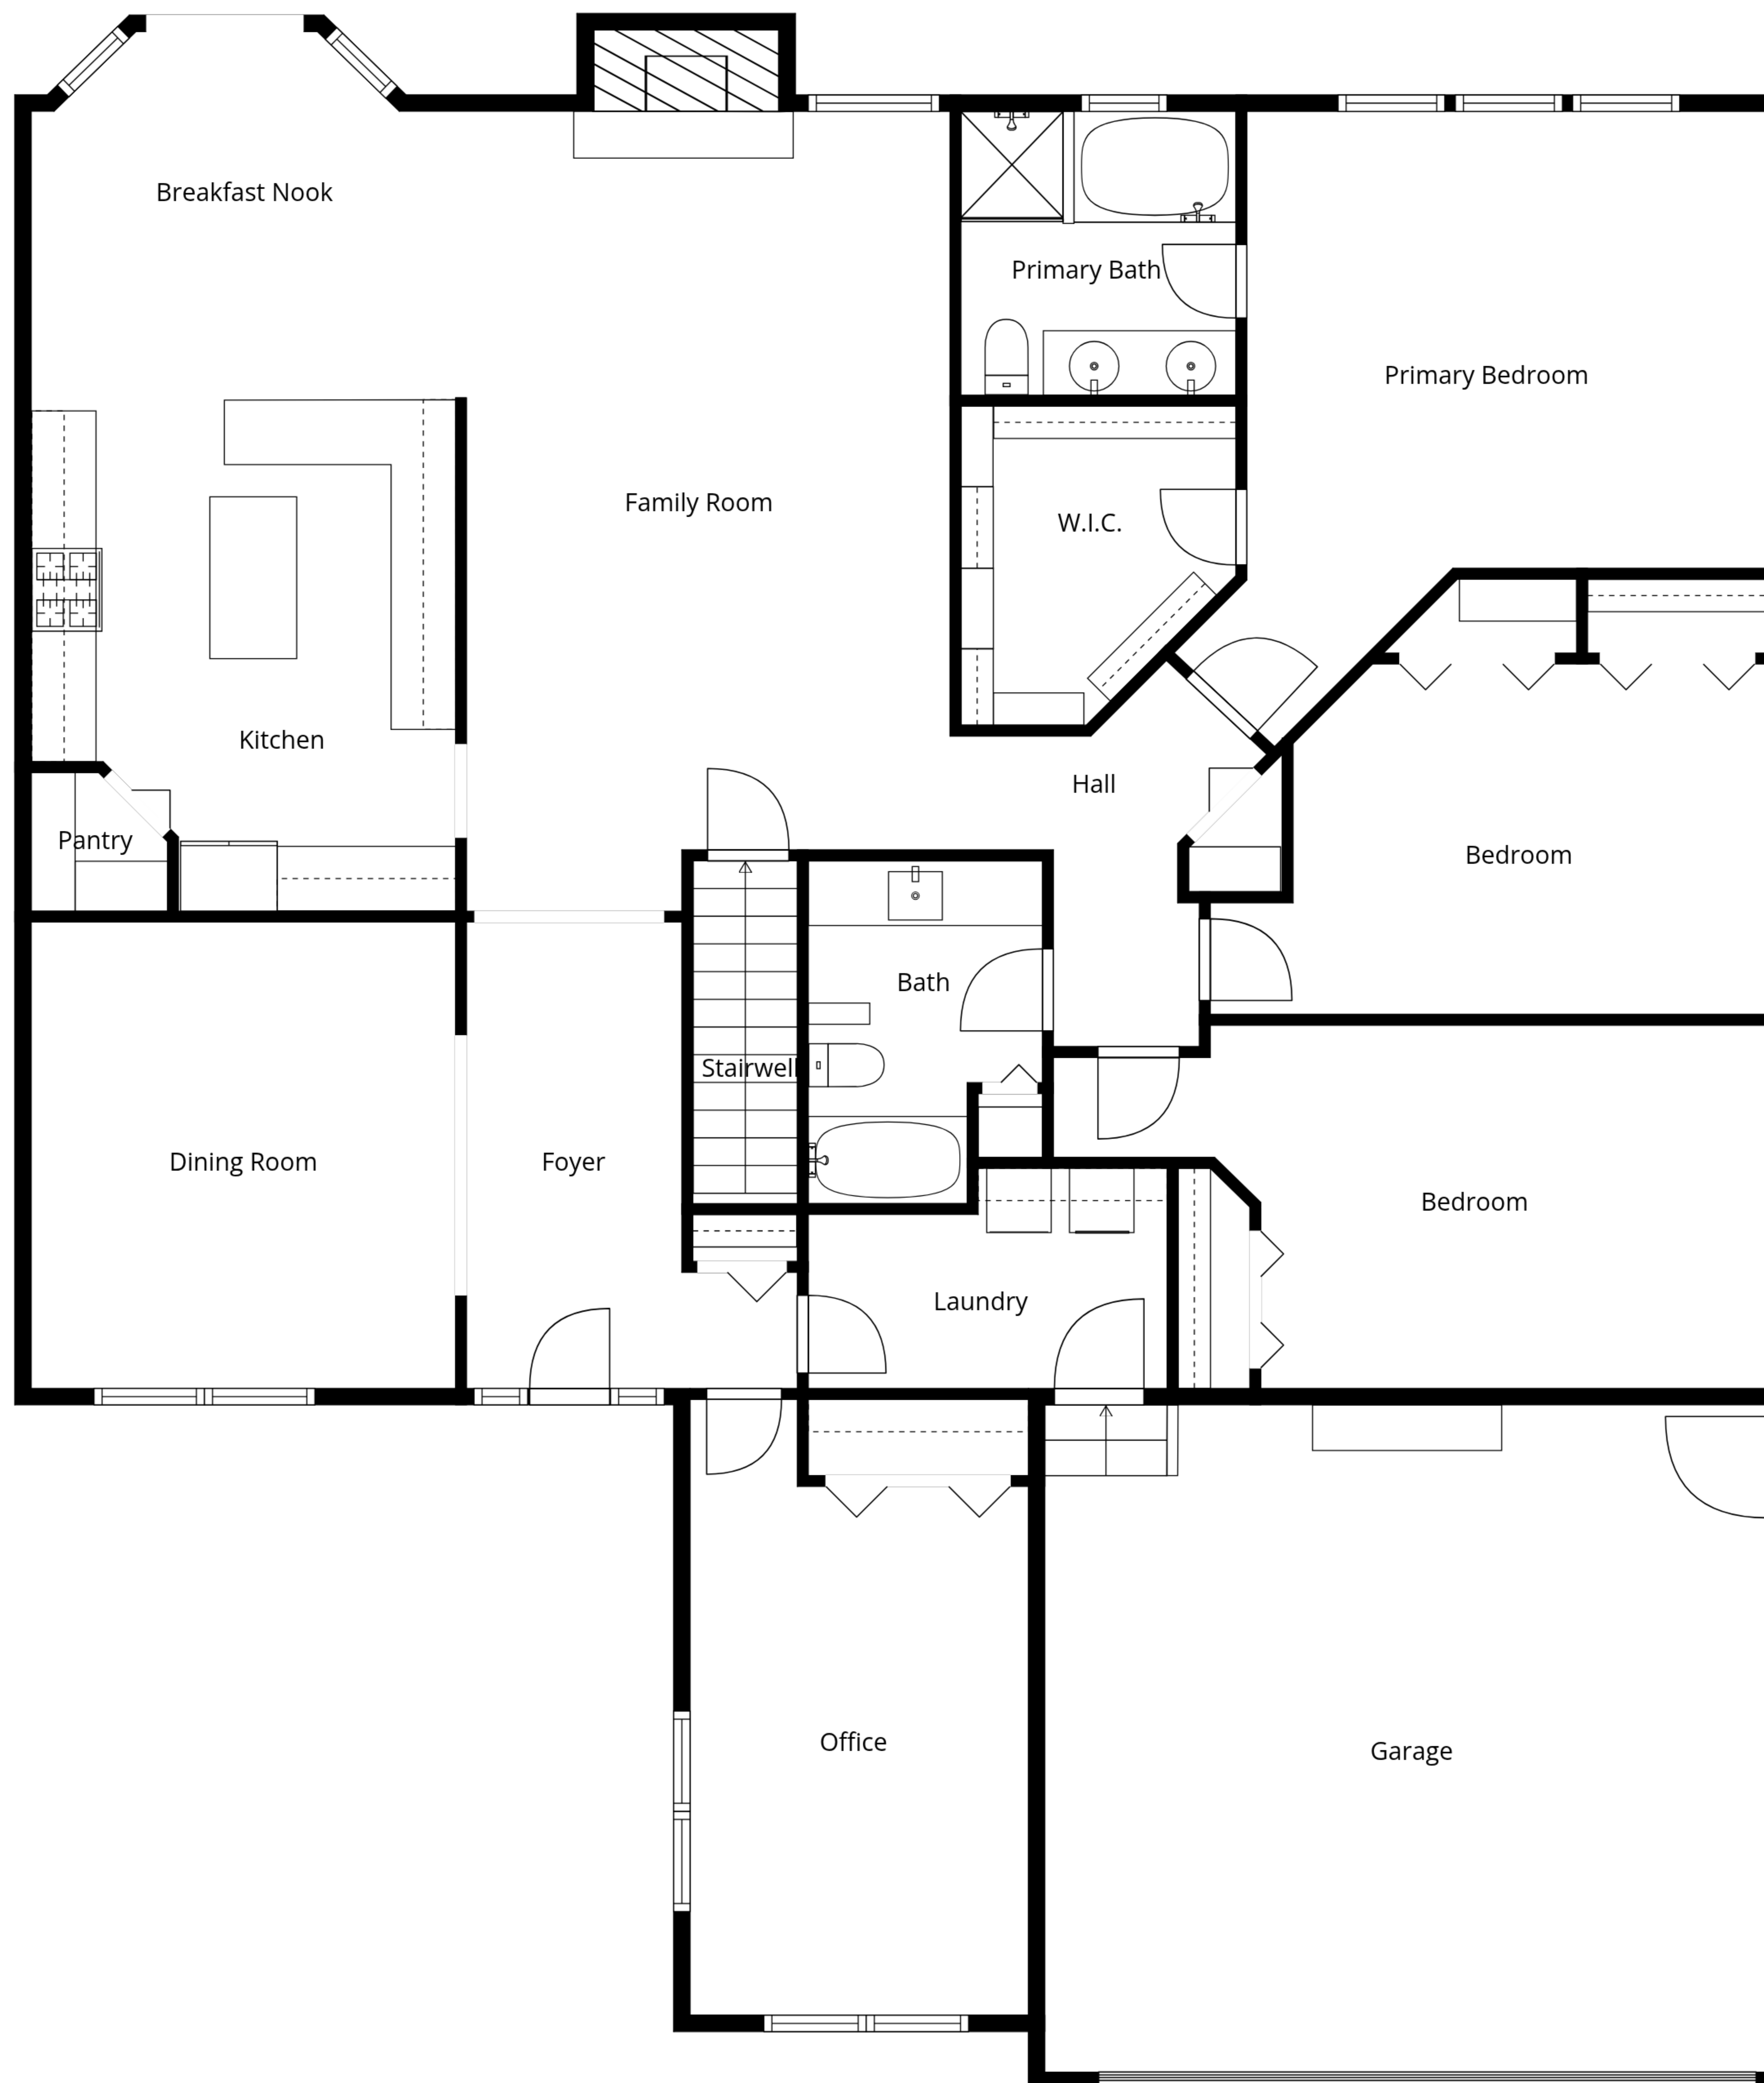 Breakfast Nook
Primary Bath
Primary Bedroom
Family Room
W.I.C.
Kitchen
Hall
Pantry
Bedroom
Bath
Stairwell
Dining Room
Foyer
Bedroom
Laundry
Office
Garage